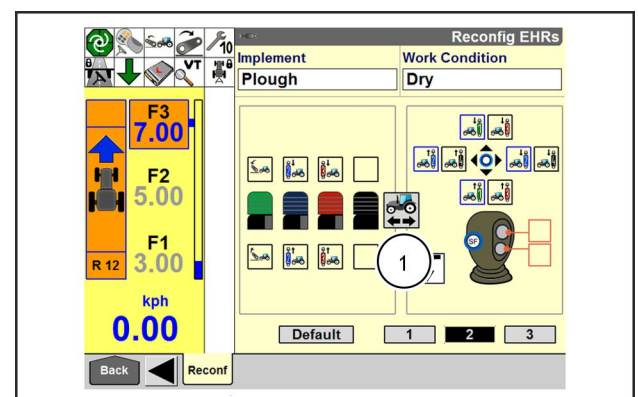 Reconfig EHRs
10
VT
Implement
Work Condition
Plough
Dry
F3
7.00
F2
5.00
F1
R 12
3.00
kph
0.00
SF
1
Default
1
2
3
Back
Reconf